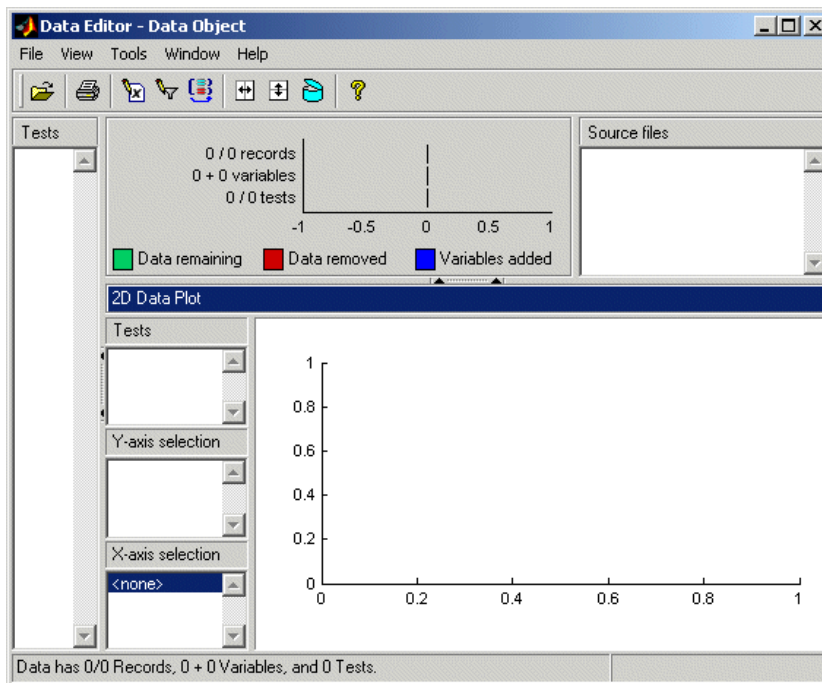 Data Editor - Data Object
File View Tools Window Help
Tests
0 / 0 records
0 + 0 variables
0 / 0 tests
-1 -0.5 0 0.5 1
Data remaining Data removed Variables added
Source files
2D Data Plot
Tests
Y-axis selection
X-axis selection
<none>
1
0.8
0.6
0.4
0.2
0
0 0.2 0.4 0.6 0.8 1
Data has 0/0 Records, 0 + 0 Variables, and 0 Tests.